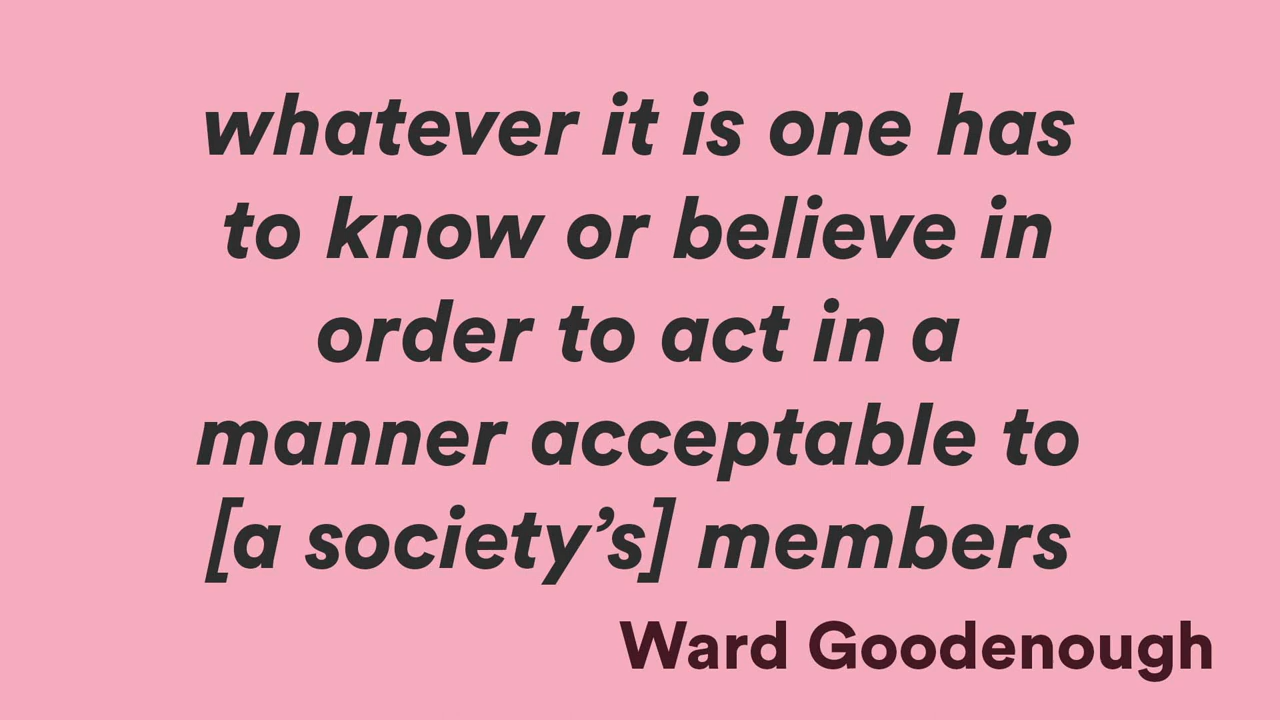 whatever it is one has
to know or believe in
order to act in a
manner acceptable to
[a society’s] members
Ward Goodenough